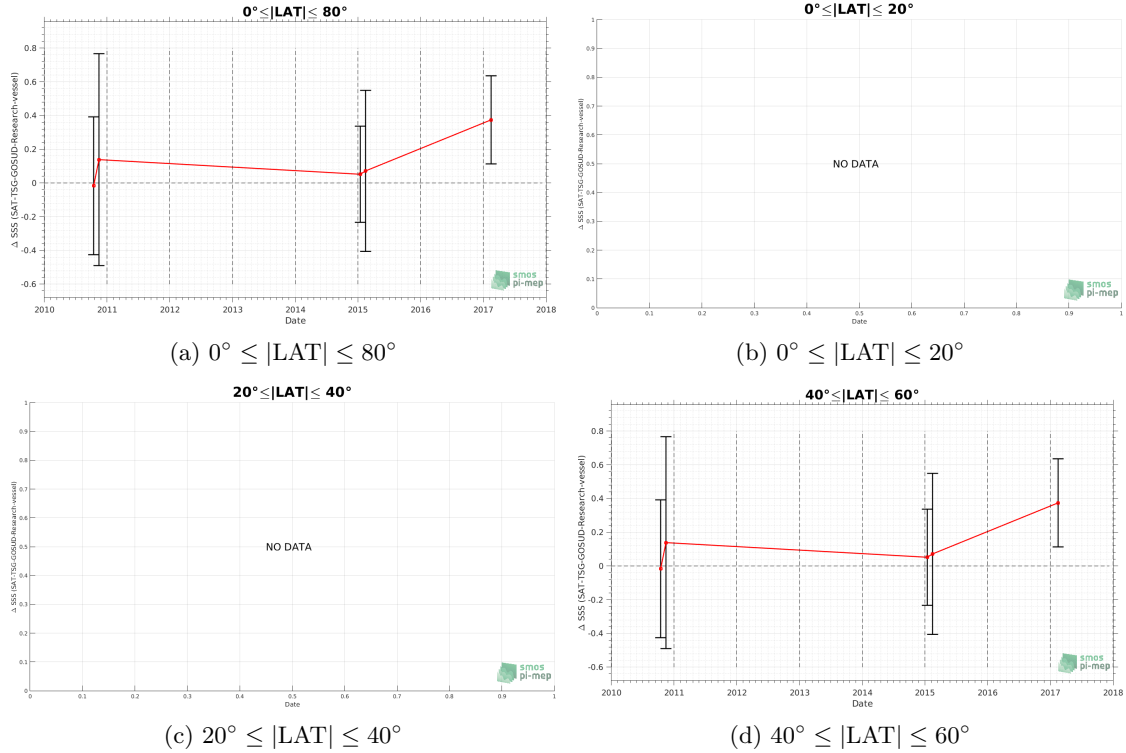 0°≤|LAT|≤ 80°
Δ SSS (SAT-TSG-GOSUD-Research-vessel)
0.8
0.6
0.4
0.2
0
-0.2
-0.4
-0.6
2010 2011 2012 2013 2014 2015 2016 2017 2018
Date
smos
pi-mep
(a) 0° ≤ |LAT| ≤ 80°
0°≤|LAT|≤ 20°
Δ SSS (SAT-TSG-GOSUD-Research-vessel)
1
0.9
0.8
0.7
0.6
0.5
0.4
0.3
0.2
0.1
0
NO DATA
0 0.1 0.2 0.3 0.4 0.5 0.6 0.7 0.8 0.9 1
Date
smos
pi-mep
(b) 0° ≤ |LAT| ≤ 20°
20°≤|LAT|≤ 40°
Δ SSS (SAT-TSG-GOSUD-Research-vessel)
1
0.9
0.8
0.7
0.6
0.5
0.4
0.3
0.2
0.1
0
NO DATA
0 0.1 0.2 0.3 0.4 0.5 0.6 0.7 0.8 0.9 1
Date
smos
pi-mep
(c) 20° ≤ |LAT| ≤ 40°
40°≤|LAT|≤ 60°
Δ SSS (SAT-TSG-GOSUD-Research-vessel)
0.8
0.6
0.4
0.2
0
-0.2
-0.4
-0.6
2010 2011 2012 2013 2014 2015 2016 2017 2018
Date
smos
pi-mep
(d) 40° ≤ |LAT| ≤ 60°